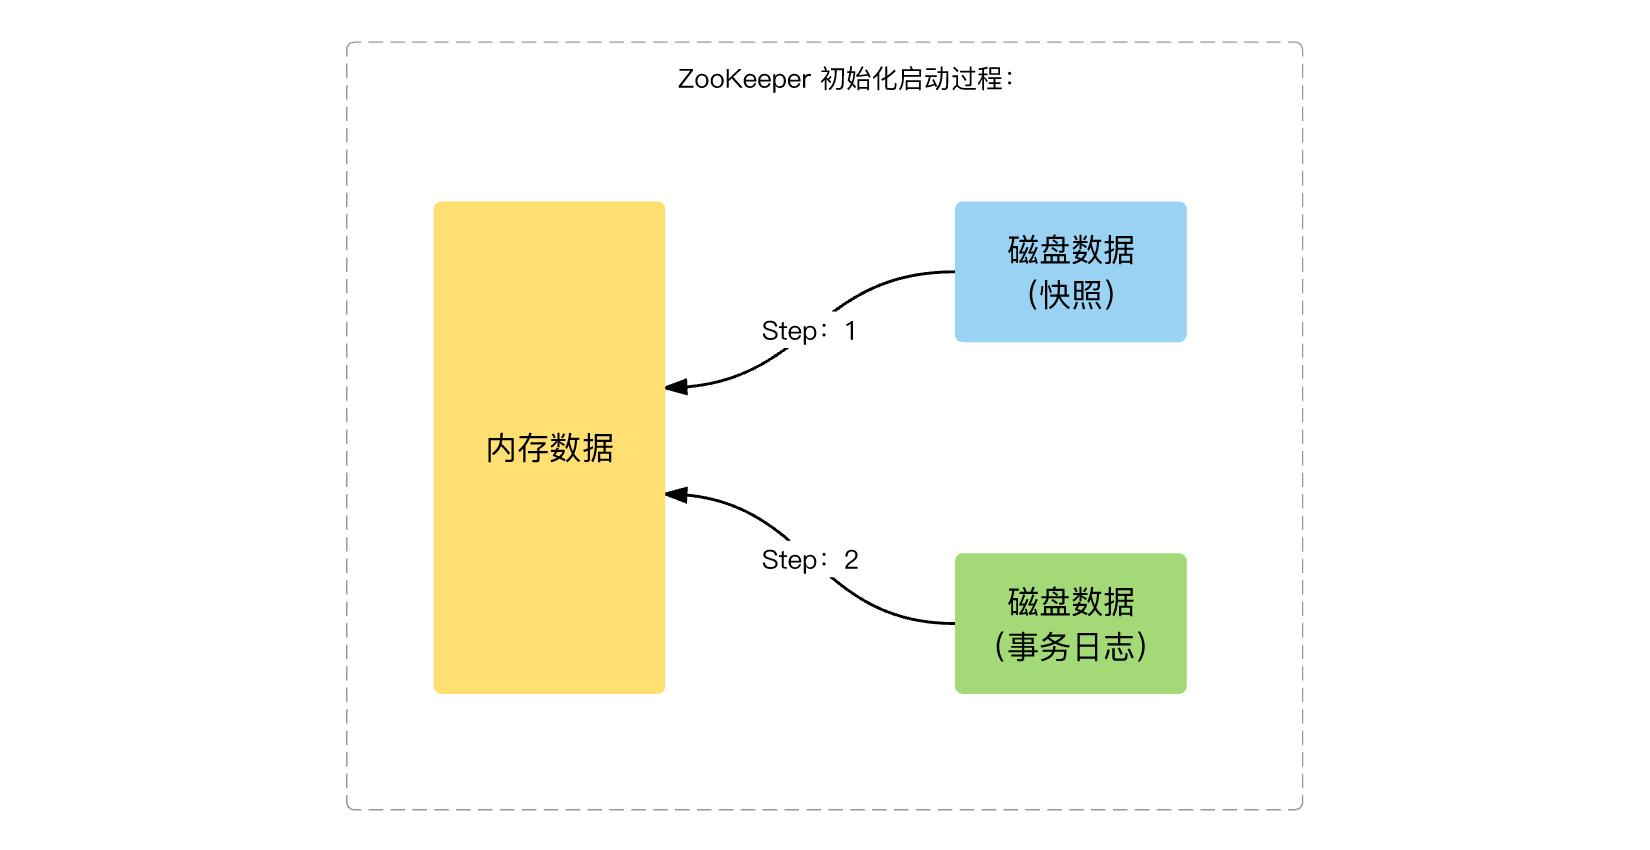 ZooKeeper 初始化启动过程：
磁盘数据
（快照）
Step：1
内存数据
Step：2
磁盘数据
（事务日志）